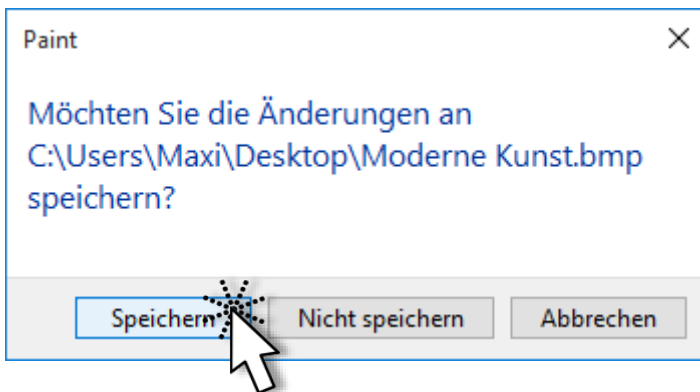 Paint
Möchten Sie die Änderungen an
C:\Users\Maxi\Desktop\Moderne Kunst.bmp
speichern?
Speichern Nicht speichern Abbrechen